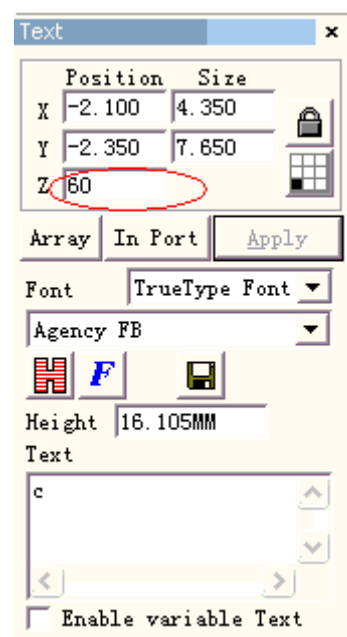 Text
Position Size
X -2.100 4.350
Y -2.350 7.650
Z 60
Array In Port Apply
Font TrueType Font
Agency FB
F
Height 16.105MM
Text
c
Enable variable Text